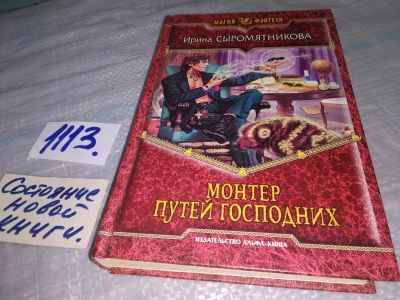 МАГИЯ ФЭНТЕЗИ
Ирина СЫРОМЯТНИКОВА
1113.
Состояние
новой
книги.
МОНТЕР
ПУТЕЙ ГОСПОДНИХ
ИЗДАТЕЛЬСТВО АЛЬФА-КНИГА